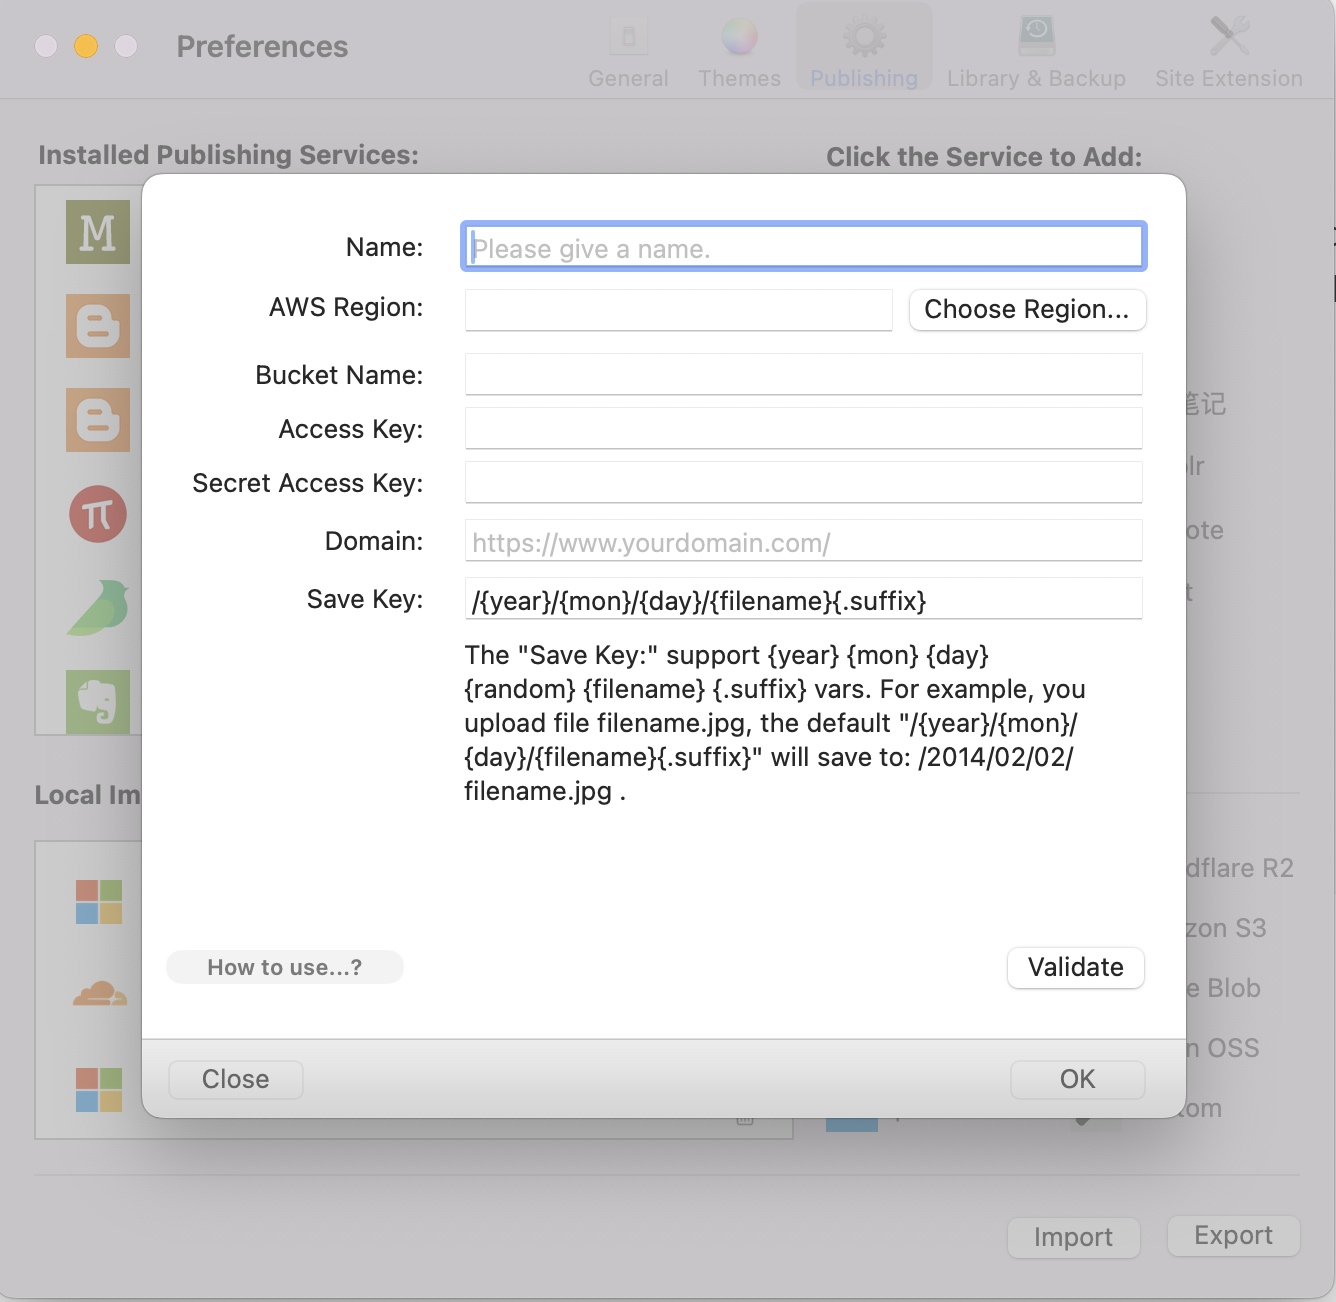 Preferences
General
Themes
Publishing
Library & Backup
Site Extension
Installed Publishing Services:
Click the Service to Add:
M
Name:
Please give a name.
AWS Region:
Choose Region...
Bucket Name:
Access Key:
笔记
Secret Access Key:
Domain:
https://www.yourdomain.com/
Save Key:
/{year}/{mon}/{day}/{filename}{.suffix}
The "Save Key:" support {year} {mon} {day}
{random} {filename} {.suffix} vars. For example, you
upload file filename.jpg, the default "/{year}/{mon}/
{day}/{filename}{.suffix}" will save to: /2014/02/02/
filename.jpg .
Local Im
dflare R2
zon S3
How to use...?
Validate
e Blob
n OSS
Close
OK
tom
Import
Export